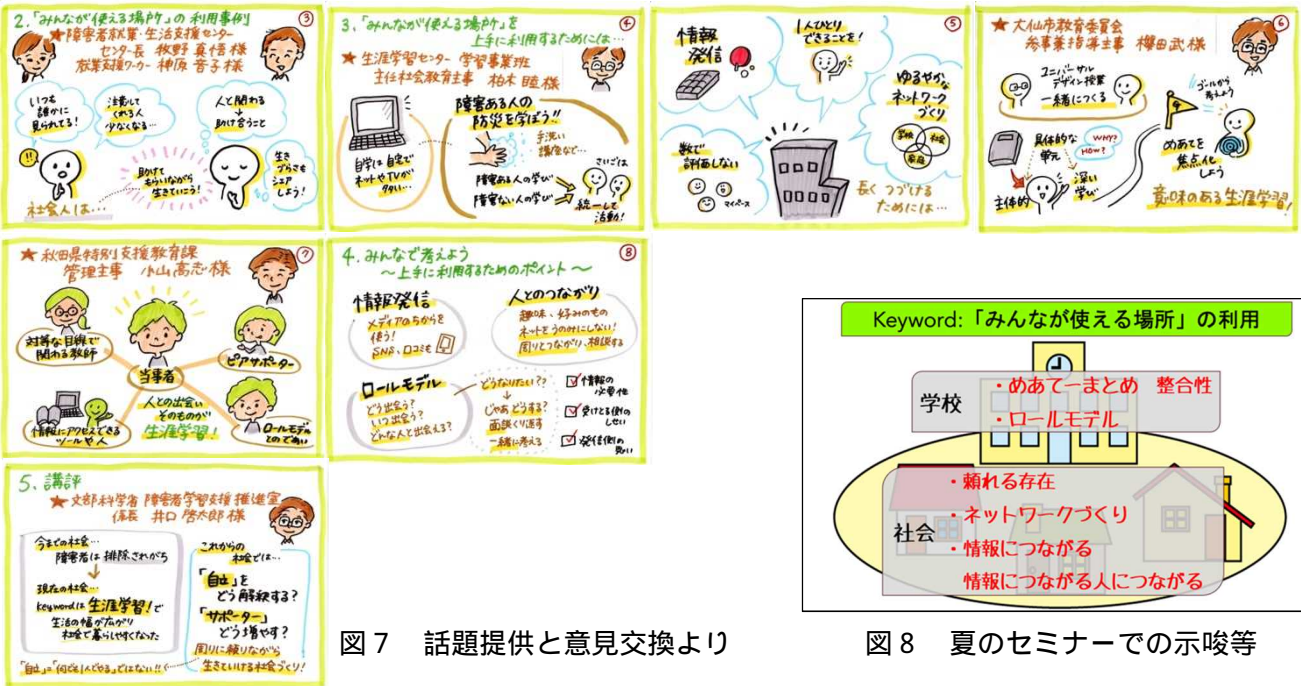 2.「みんなが使える場所」の利用事例
③
★障害者就業・生活支援センター
センター長 牧野真悟様
就業支援ワーカー 榊原音子様
いつも
誰かに
見られてる!
注意して
くれる人
少なくなる…
人と関わる
↓
助け合うこと
!!
助けて
もらいながら
生きていこう!
生き
づらさも
シェア
しよう!
社会人は…
3.「みんなが使える場所」を
上手に利用するためには…
④
★生涯学習センター 学習事業班
主任社会教育主事 柏木睦様
障害ある人の
防災を学ぼう!!
手洗い
講座など…
自学は自宅で
ネットやTVが
多い…
障害ある人の学び
障害ない人の学び
さいごは
統一して
活動!
⑤
情報
発信
1人ひとり
できることを!
ゆるやかな
ネットワーク
づくり
学校
社会
家庭
数で
評価しない
マイペース
長くつづける
ためには…
⑥
★大仙市教育委員会
参事兼指導主事 櫻田武様
ユニバーサル
デザイン授業
一緒につくる
ゴールから
考えよう
具体的な
単元
WHY?
HOW?
主体的
深い
学び
めあてを
焦点化
しよう
意味のある生涯学習!
⑦
★秋田県特別支援教育課
管理主事 小山高志様
対等な目線で
関わる教師
ピアサポーター
当事者
人との出会い
そのものが
生涯学習!
情報にアクセスできる
ツールや人
ロールモデル
とのであい
4.みんなで考えよう
~上手に利用するためのポイント~
⑧
情報発信
メディアのちからを
使う!
SNS、口コミも
人とのつながり
趣味、好みのもの
ネットをうのみにしない!
周りとつながり、相談する
ロールモデル
どう出会う?
いつ出会う?
どんな人と出会える?
どうなりたい??
↓
じゃあどうする?
面談くり返す
一緒に考える
情報の
必要性
受けとる側の
しせい
発信側の
5、講評
★文部科学省 障害者学習支援推進室
係長 井口啓太郎様
今までの社会…
障害者は排除されがち
↓
現在の社会…
Keywordは生涯学習!で
生活の幅が広がり
社会で暮らしやすくなった
これからの
社会では…
「自立」を
どう解釈する?
「サポーター」
どう増やす?
周りに頼りながら
生きていける社会づくり!
「自立」=「何でも1人でやる」ではない!!
図7 話題提供と意見交換より
Keyword:「みんなが使える場所」の利用
学校
・めあてーまとめ 整合性
・ロールモデル
社会
・頼れる存在
・ネットワークづくり
・情報につながる
情報につながる人につながる
図8 夏のセミナーでの示唆等